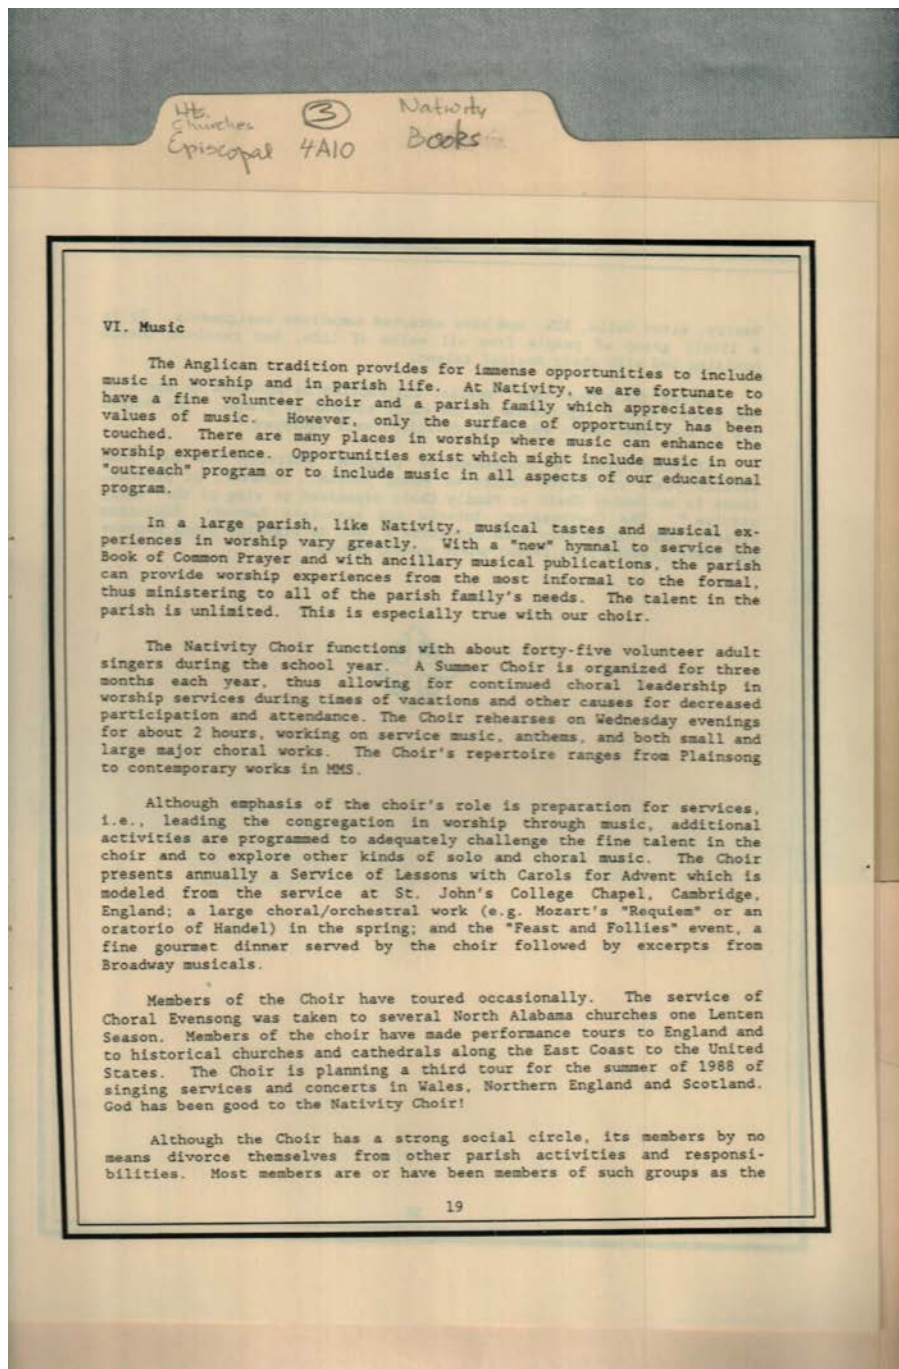 Ht.
Churches
Episcopal
③
4A10
Nativity
Books
VI. Music
The Anglican tradition provides for immense opportunities to include
music in worship and in parish life. At Nativity, we are fortunate to
have a fine volunteer choir and a parish family which appreciates the
values of music. However, only the surface of opportunity has been
touched. There are many places in worship where music can enhance the
worship experience. Opportunities exist which might include music in our
"outreach" program or to include music in all aspects of our educational
program.
In a large parish, like Nativity, musical tastes and musical ex-
periences in worship vary greatly. With a "new" hymnal to service the
Book of Common Prayer and with ancillary musical publications, the parish
can provide worship experiences from the most informal to the formal,
thus ministering to all of the parish family's needs. The talent in the
parish is unlimited. This is especially true with our choir.
The Nativity Choir functions with about forty-five volunteer adult
singers during the school year. A Summer Choir is organized for three
months each year, thus allowing for continued choral leadership in
worship services during times of vacations and other causes for decreased
participation and attendance. The Choir rehearses on Wednesday evenings
for about 2 hours, working on service music, anthems, and both small and
large major choral works. The Choir's repertoire ranges from Plainsong
to contemporary works in MMS.
Although emphasis of the choir's role is preparation for services,
i.e., leading the congregation in worship through music, additional
activities are programmed to adequately challenge the fine talent in the
choir and to explore other kinds of solo and choral music. The Choir
presents annually a Service of Lessons with Carols for Advent which is
modeled from the service at St. John's College Chapel, Cambridge,
England; a large choral/orchestral work (e.g. Mozart's "Requiem" or an
oratorio of Handel) in the spring; and the "Feast and Follies" event, a
fine gourmet dinner served by the choir followed by excerpts from
Broadway musicals.
Members of the Choir have toured occasionally. The service of
Choral Evensong was taken to several North Alabama churches one Lenten
Season. Members of the choir have made performance tours to England and
to historical churches and cathedrals along the East Coast to the United
States. The Choir is planning a third tour for the summer of 1988 of
singing services and concerts in Wales, Northern England and Scotland.
God has been good to the Nativity Choir!
Although the Choir has a strong social circle, its members by no
means divorce themselves from other parish activities and responsi-
bilities. Most members are or have been members of such groups as the
19